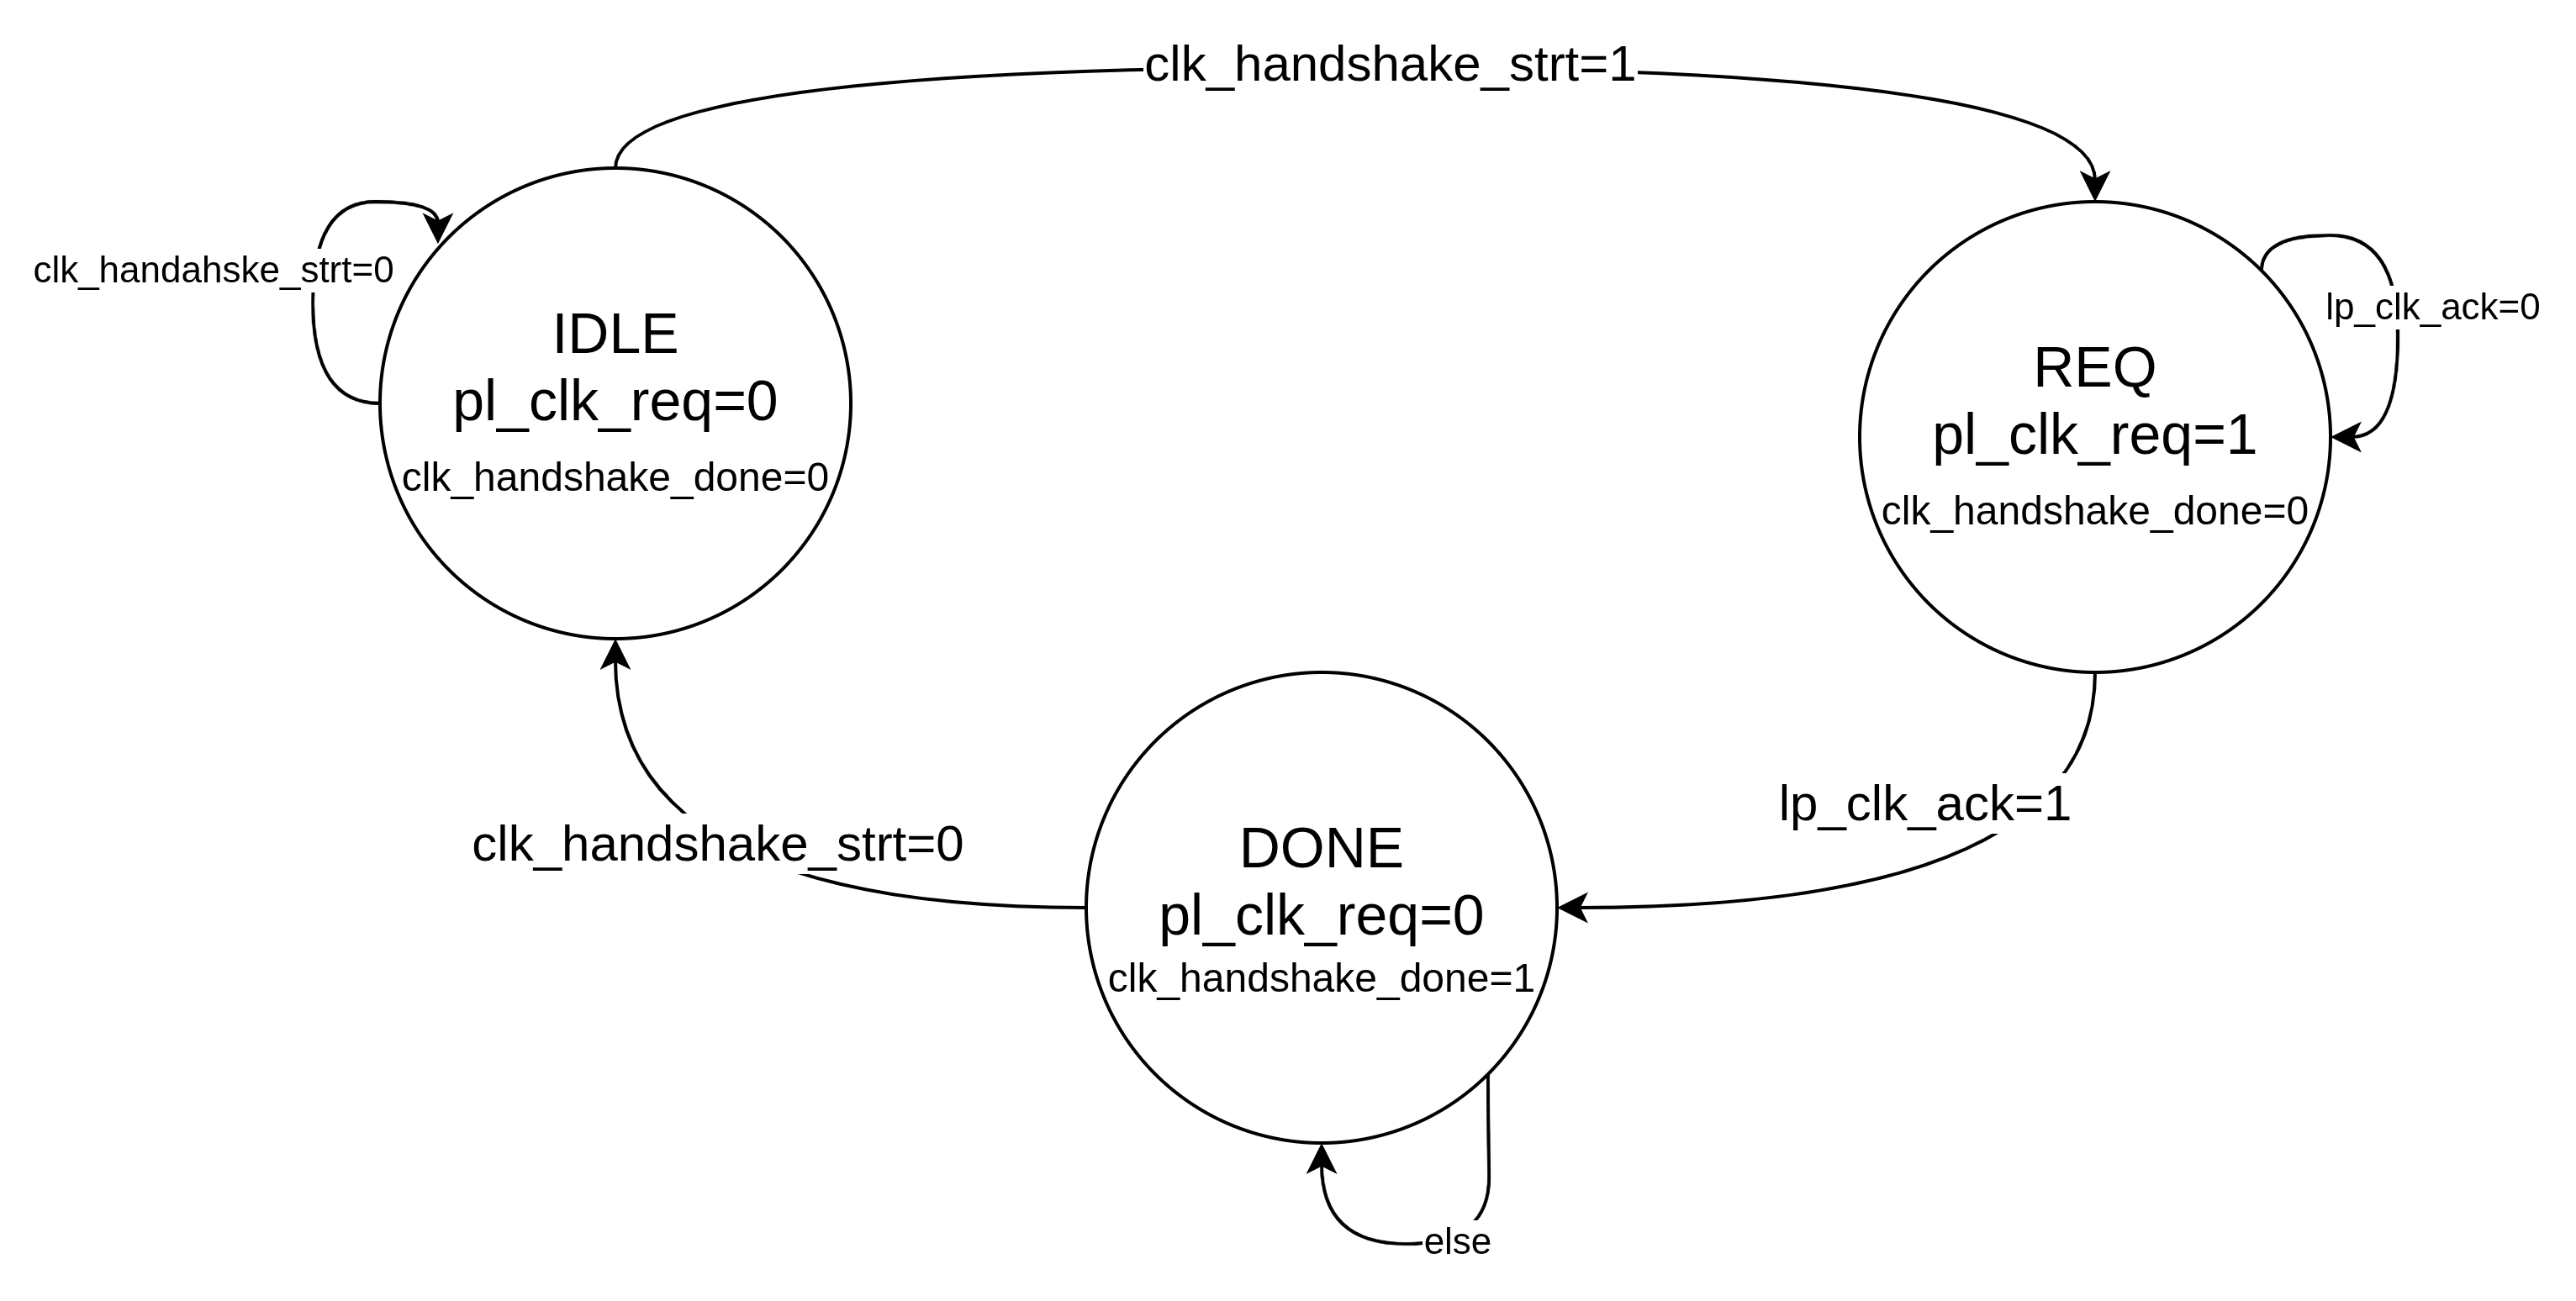 clk_handshake_strt=1
clk_handahske_strt=0
IDLE
pl_clk_req=0
clk_handshake_done=0
lp_clk_ack=0
REQ
pl_clk_req=1
clk_handshake_done=0
clk_handshake_strt=0
lp_clk_ack=1
DONE
pl_clk_req=0
clk_handshake_done=1
else